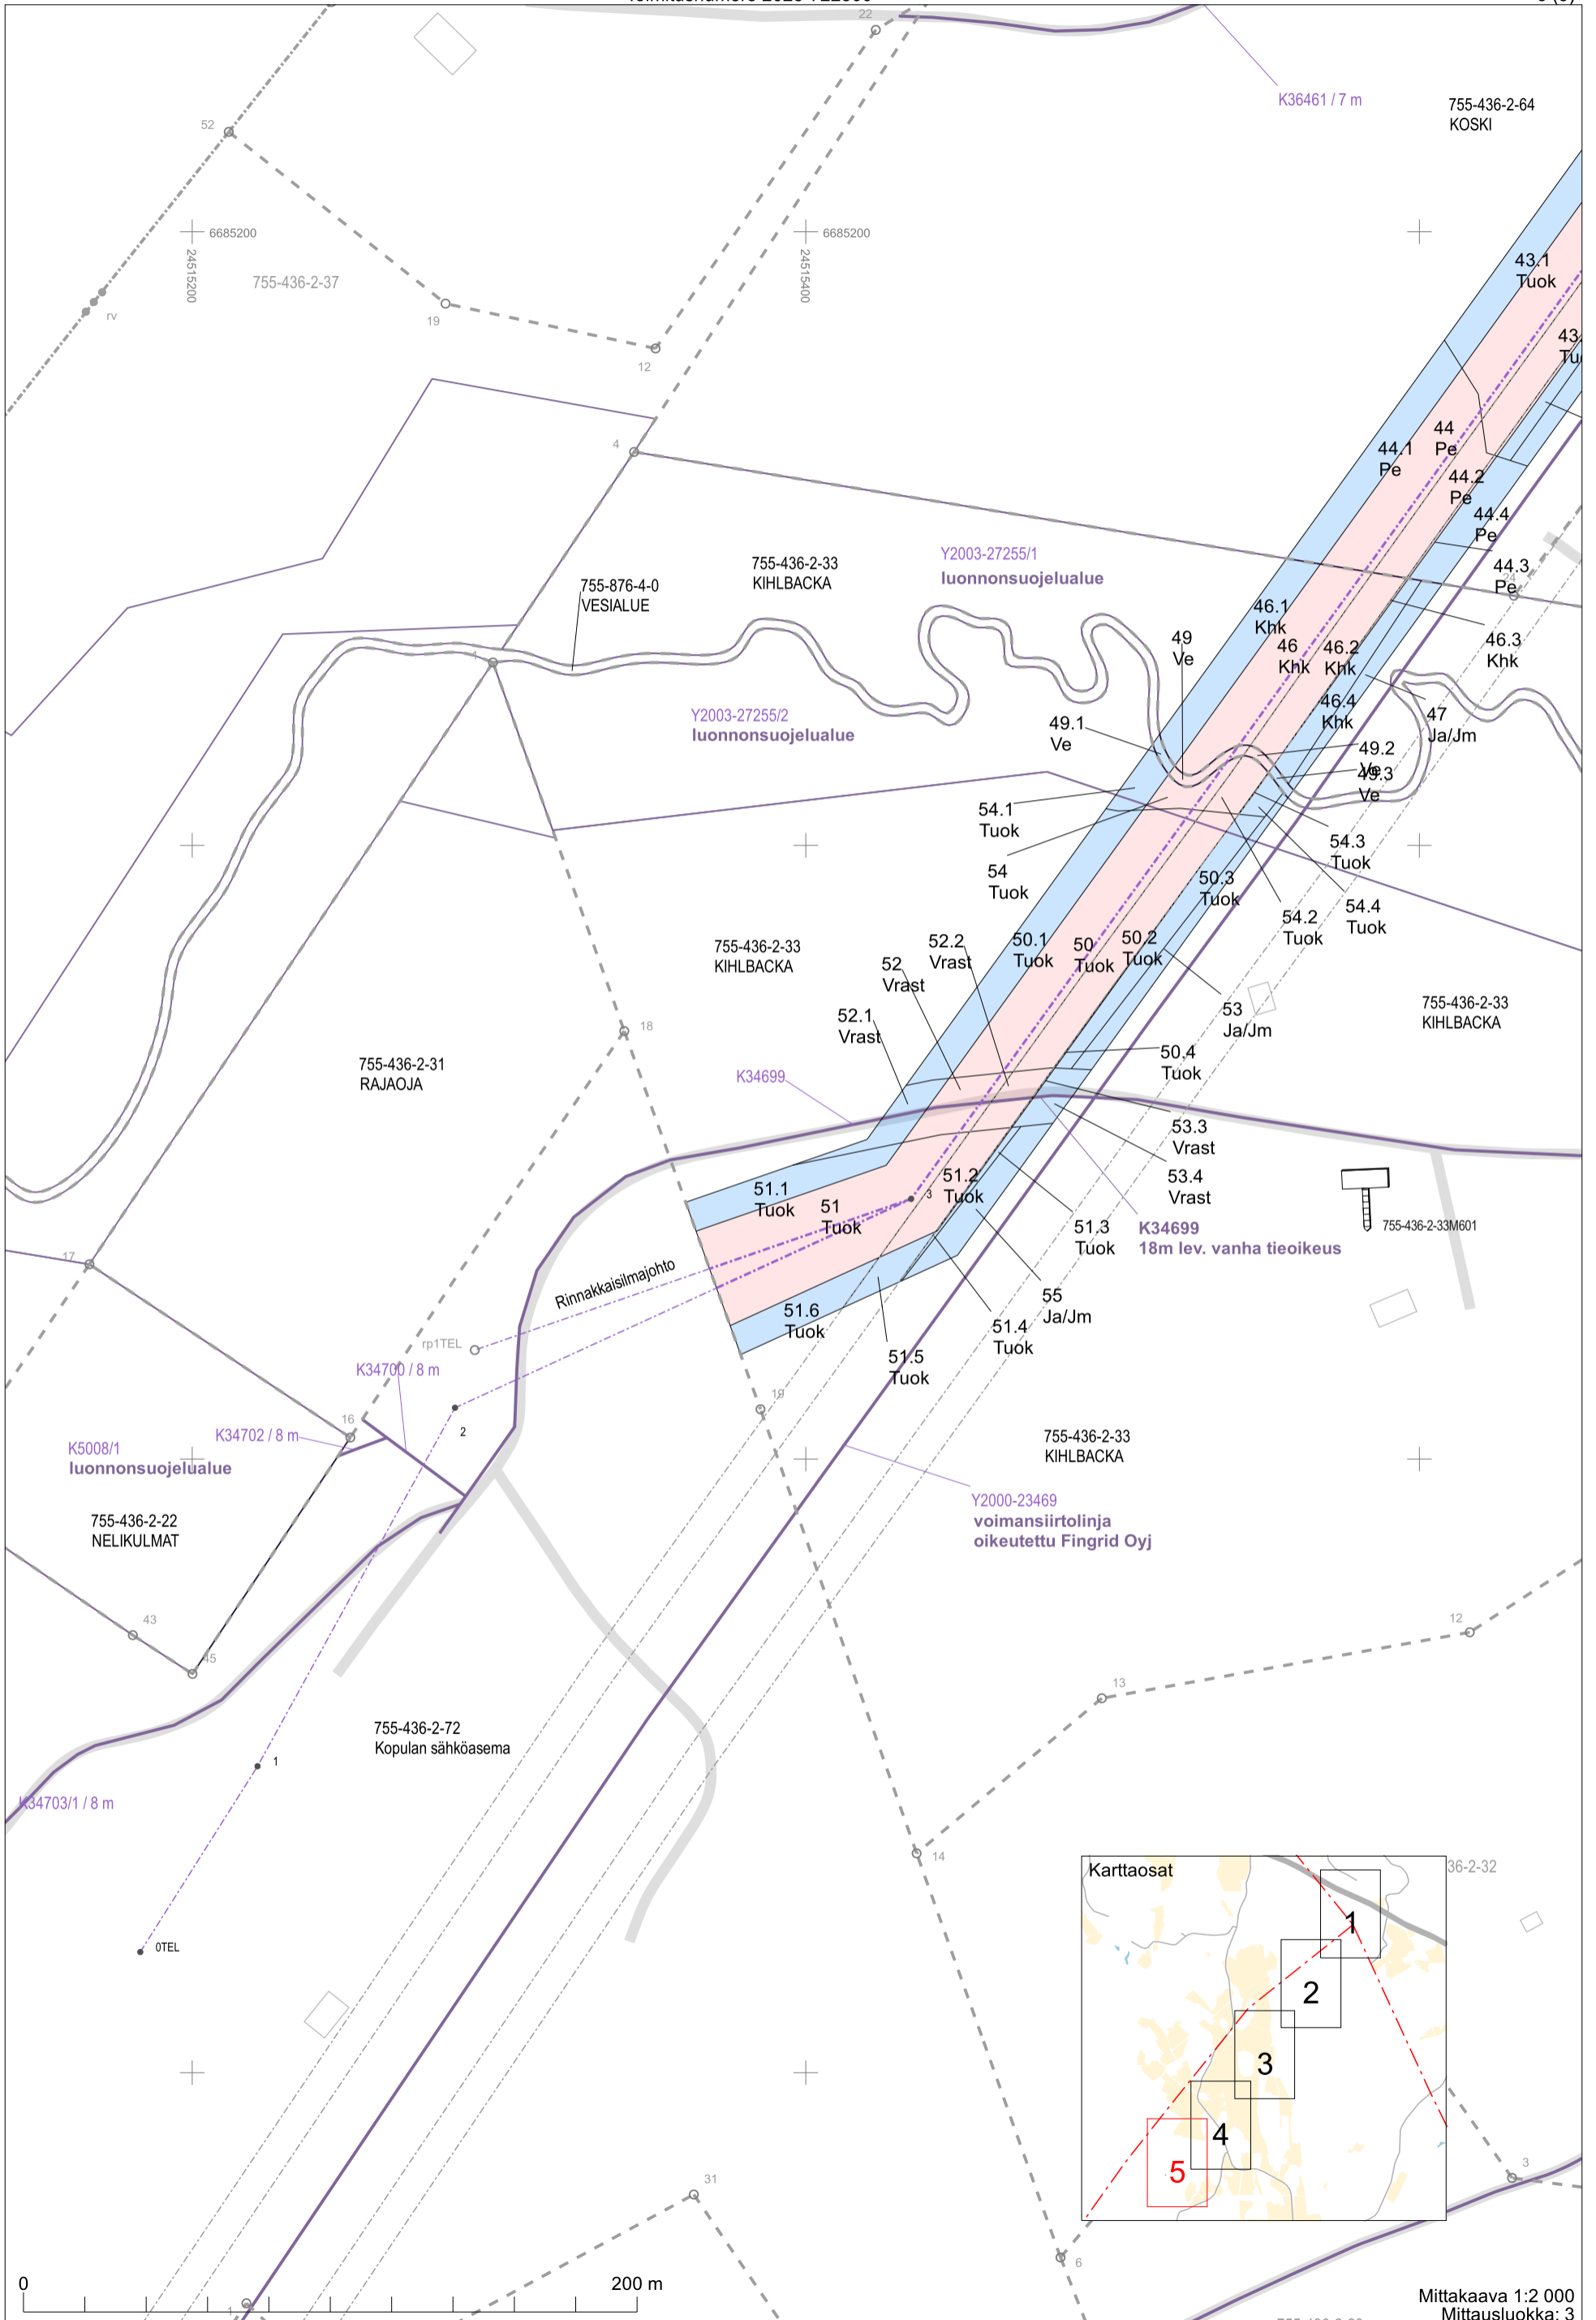 22
K36461 / 7 m
755-436-2-64
KOSKI
52
6685200
24515200
6685200
24515400
755-436-2-37
rv
19
12
43.1
Tuok
4
44
Pe
44.1
Pe
44.2
Pe
44.4
Pe
44.3
Pe
24
Y2003-27255/1
luonnonsuojelualue
755-436-2-33
KIHLBACKA
755-876-4-0
VESIALUE
46.1
Khk
46
Khk
46.2
Khk
46.3
Khk
46.4
Khk
49
Ve
47
Ja/Jm
Y2003-27255/2
luonnonsuojelualue
49.1
Ve
49.2
Ve
49.3
Ve
54.1
Tuok
54
Tuok
54.3
Tuok
50.3
Tuok
54.2
Tuok
54.4
Tuok
755-436-2-33
KIHLBACKA
52.2
Vrast
50.1
Tuok
50
Tuok
50.2
Tuok
52
Vrast
52.1
Vrast
53
Ja/Jm
755-436-2-33
KIHLBACKA
18
755-436-2-31
RAJAOJA
K34699
50.4
Tuok
53.3
Vrast
53.4
Vrast
51.1
Tuok
51
Tuok
51.2
Tuok
3
51.3
Tuok
K34699
18m lev. vanha tieoikeus
755-436-2-33M601
17
Rinnakkaisilmajohto
51.6
Tuok
55
Ja/Jm
51.4
Tuok
51.5
Tuok
rp1TEL
K34700 / 8 m
19
16
2
K34702 / 8 m
K5008/1
luonnonsuojelualue
755-436-2-33
KIHLBACKA
Y2000-23469
voimansiirtolinja
oikeutettu Fingrid Oyj
755-436-2-22
NELIKULMAT
43
45
12
13
755-436-2-72
Kopulan sähköasema
1
K34703/1 / 8 m
14
0TEL
Karttaosat
36-2-32
1
2
3
4
5
3
31
6
0
200 m
1
Mittakaava 1:2 000
Mittausluokka: 3